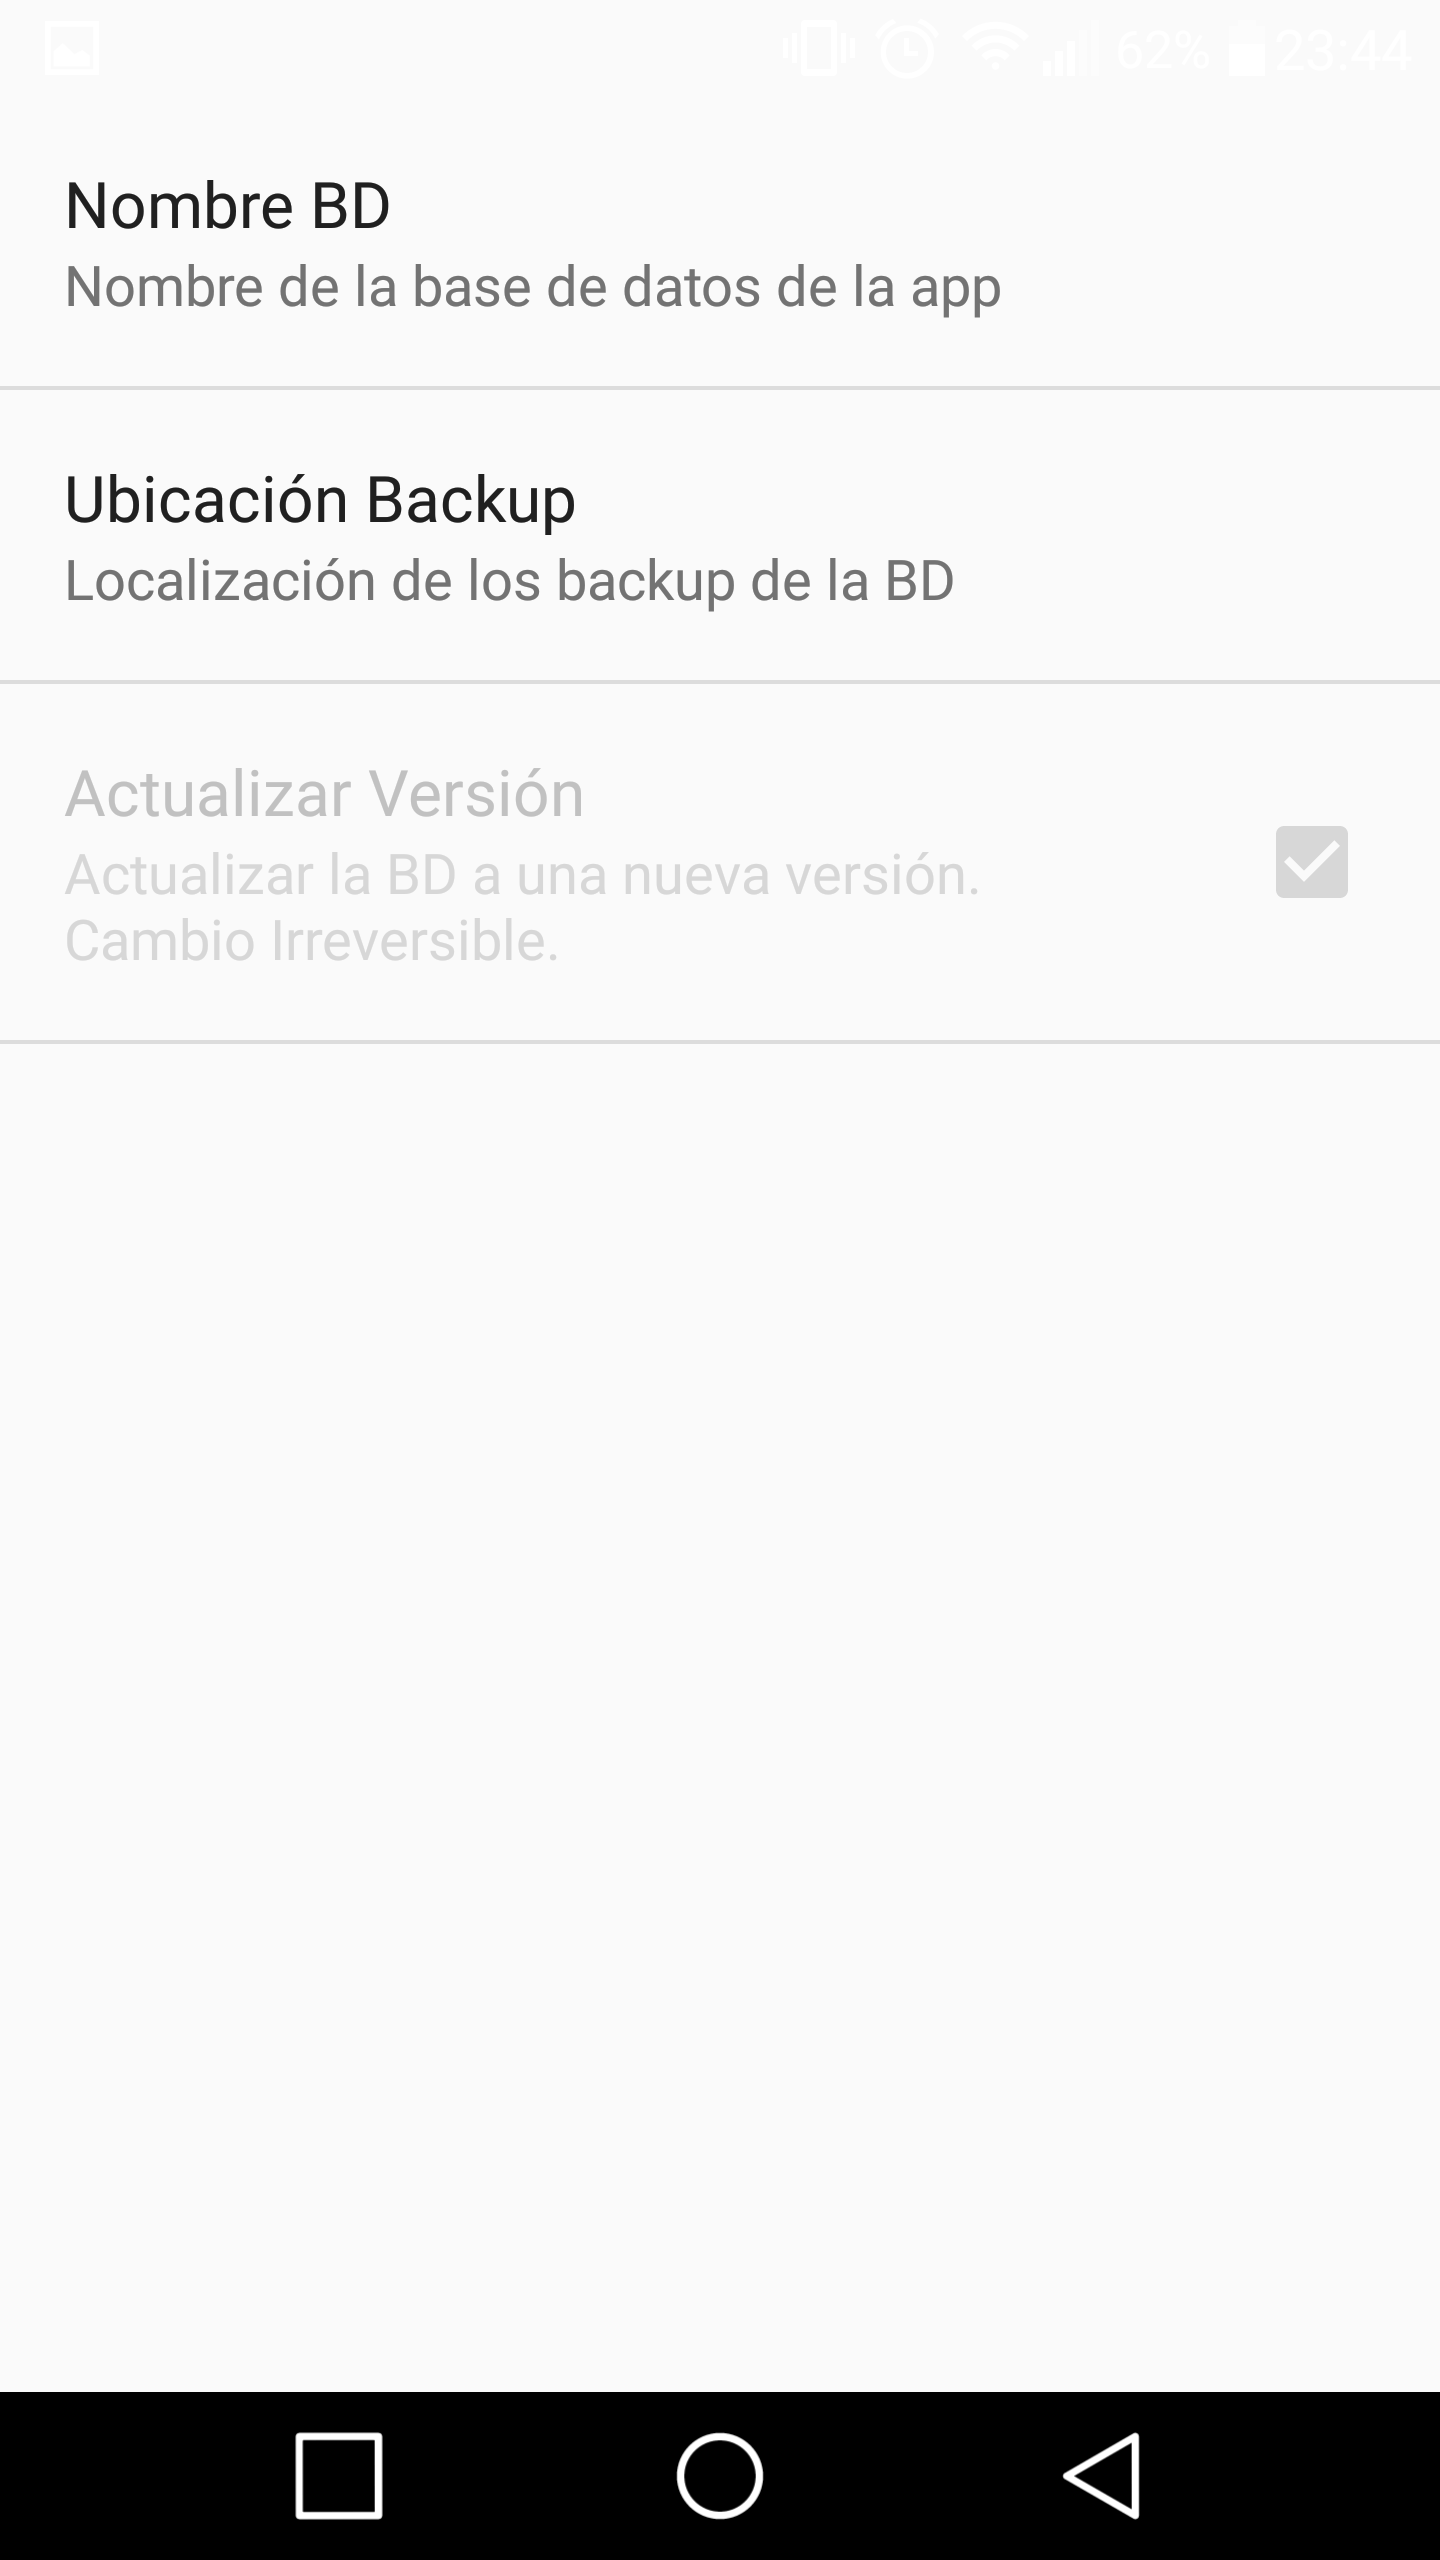 62% 23:44
Nombre BD
Nombre de la base de datos de la app
Ubicación Backup
Localización de los backup de la BD
Actualizar Versión
Actualizar la BD a una nueva versión.
Cambio Irreversible.